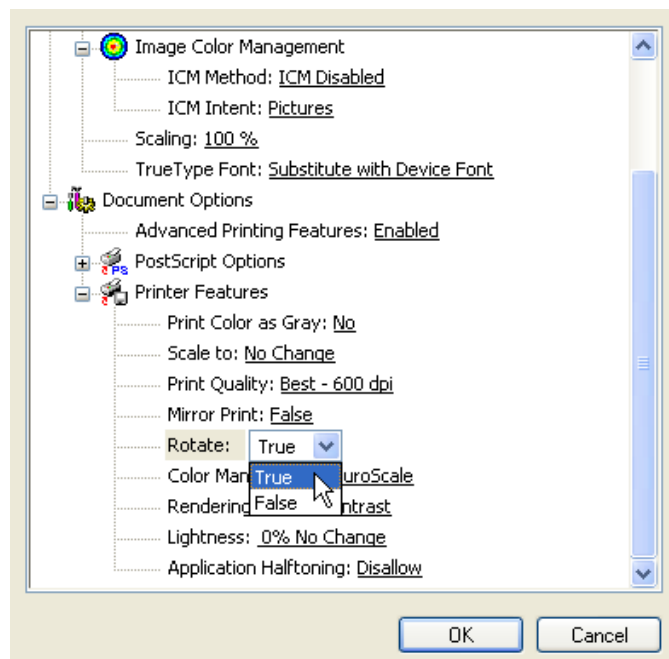 Image Color Management
ICM Method: ICM Disabled
ICM Intent: Pictures
Scaling: 100 %
TrueType Font: Substitute with Device Font
Document Options
Advanced Printing Features: Enabled
PS PostScript Options
Printer Features
Print Color as Gray: No
Scale to: No Change
Print Quality: Best - 600 dpi
Mirror Print: False
Rotate: True
Color Man True uroScale
Rendering False ntrast
Lightness: 0% No Change
Application Halftoning: Disallow
OK Cancel